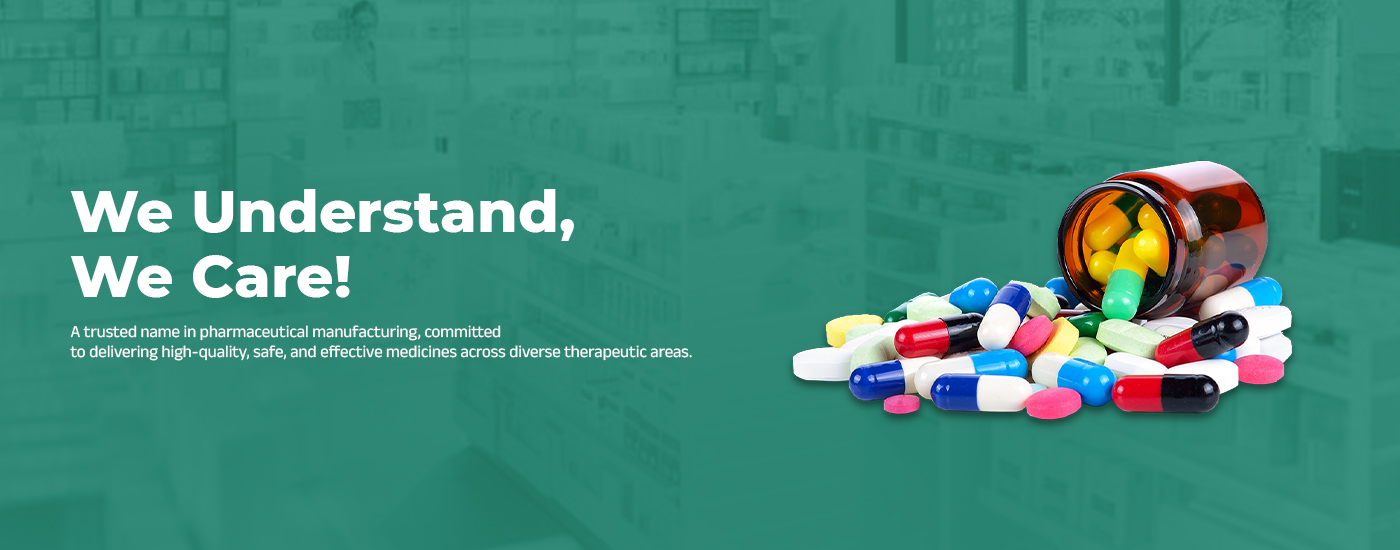 We Understand,
We Care!
A trusted name in pharmaceutical manufacturing, committed
to delivering high-quality, safe, and effective medicines across diverse therapeutic areas.